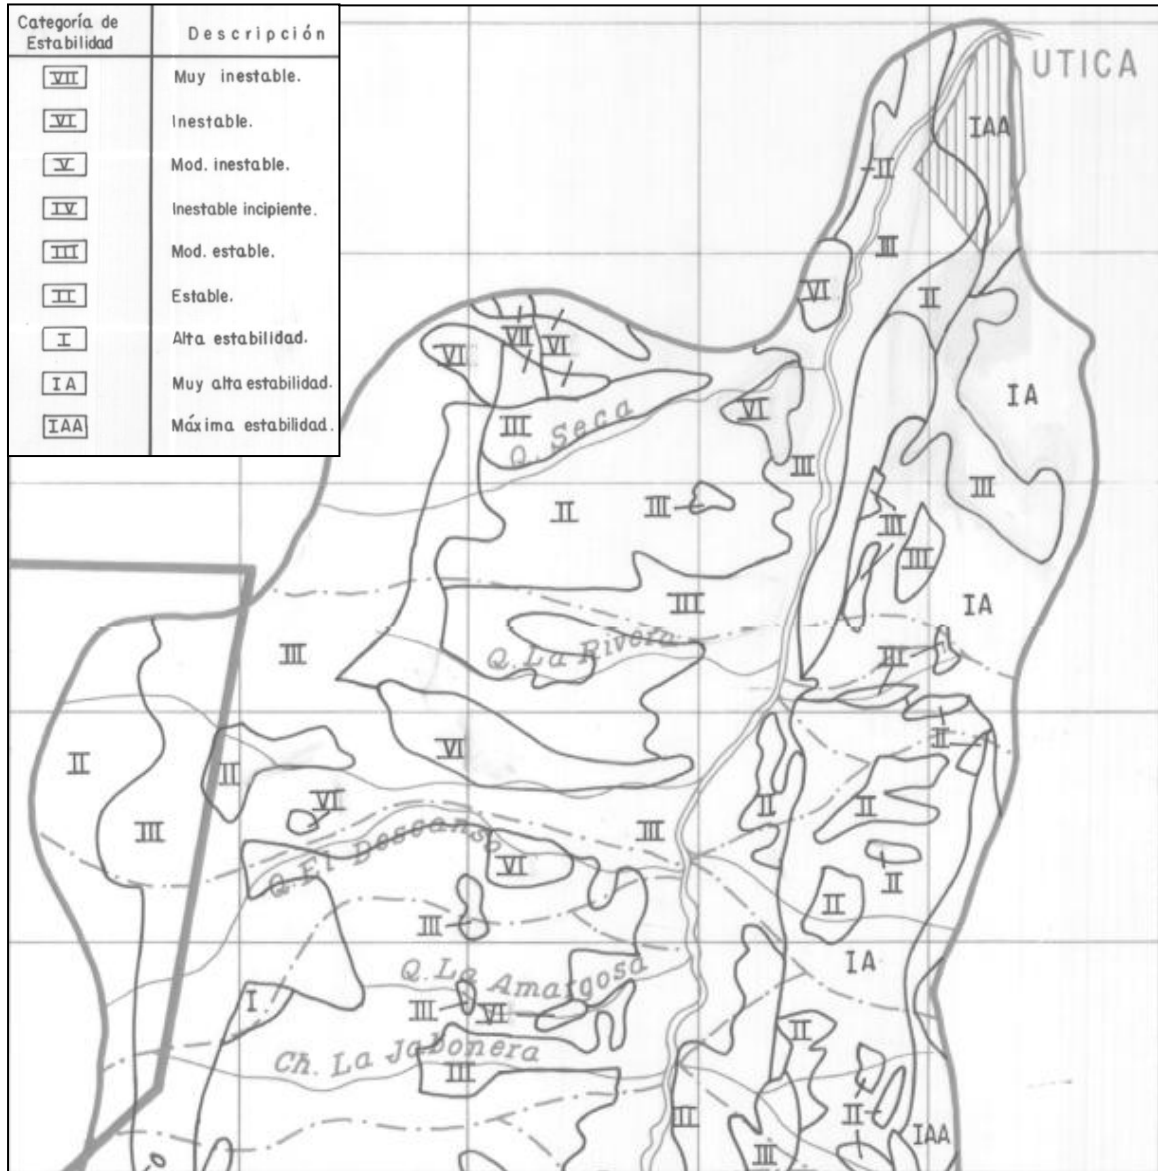 Categoría de Estabilidad
Descripción
VII Muy inestable.
VI Inestable.
V Mod. inestable.
IV Inestable incipiente.
III Mod. estable.
II Estable.
I Alta estabilidad.
IA Muy alta estabilidad.
IAA Máxima estabilidad.
UTICA
IAA
II
III
VI
II
VII
VI
VI
IA
VI
III
Q. Seca
III
III
II
III
III
III
III
IA
III
Q. La Rivera
III
III
II
II
VI
II
VI
III
II
II
Q. El Descanso
VI
II
II
III
IA
Q. La Amargosa
I
III
VI
II
Ch. La Jabonera
III
II
III
IAA
III